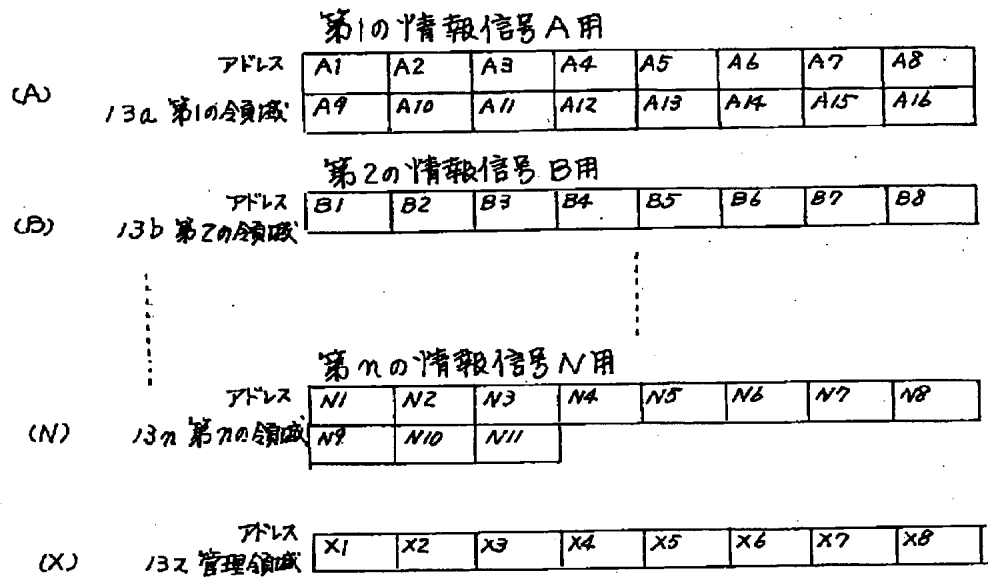 第1の情報信号A用
アドレス A1 A2 A3 A4 A5 A6 A7 A8
(A) 13a 第1の領域 A9 A10 A11 A12 A13 A14 A15 A16
第2の情報信号B用
アドレス B1 B2 B3 B4 B5 B6 B7 B8
(B) 13b 第2の領域
第nの情報信号N用
アドレス N1 N2 N3 N4 N5 N6 N7 N8
(N) 13n 第nの領域 N9 N10 N11
アドレス X1 X2 X3 X4 X5 X6 X7 X8
(X) 13z 管理領域